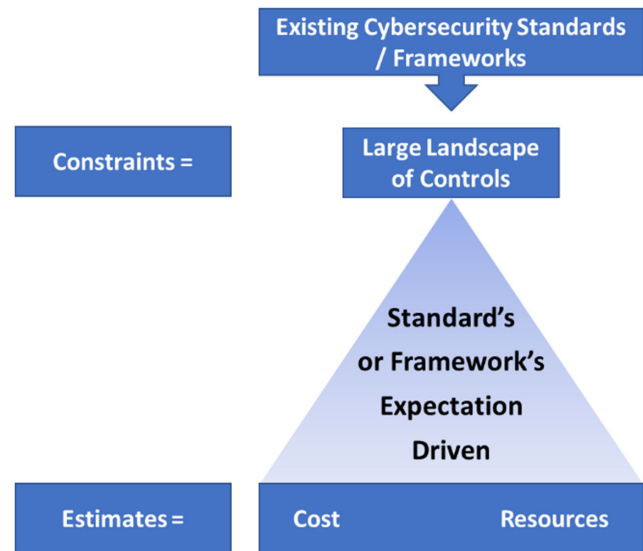 Existing Cybersecurity Standards
/ Frameworks
Constraints =
Large Landscape
of Controls
Standard's
or Framework's
Expectation
Driven
Estimates =
Cost
Resources